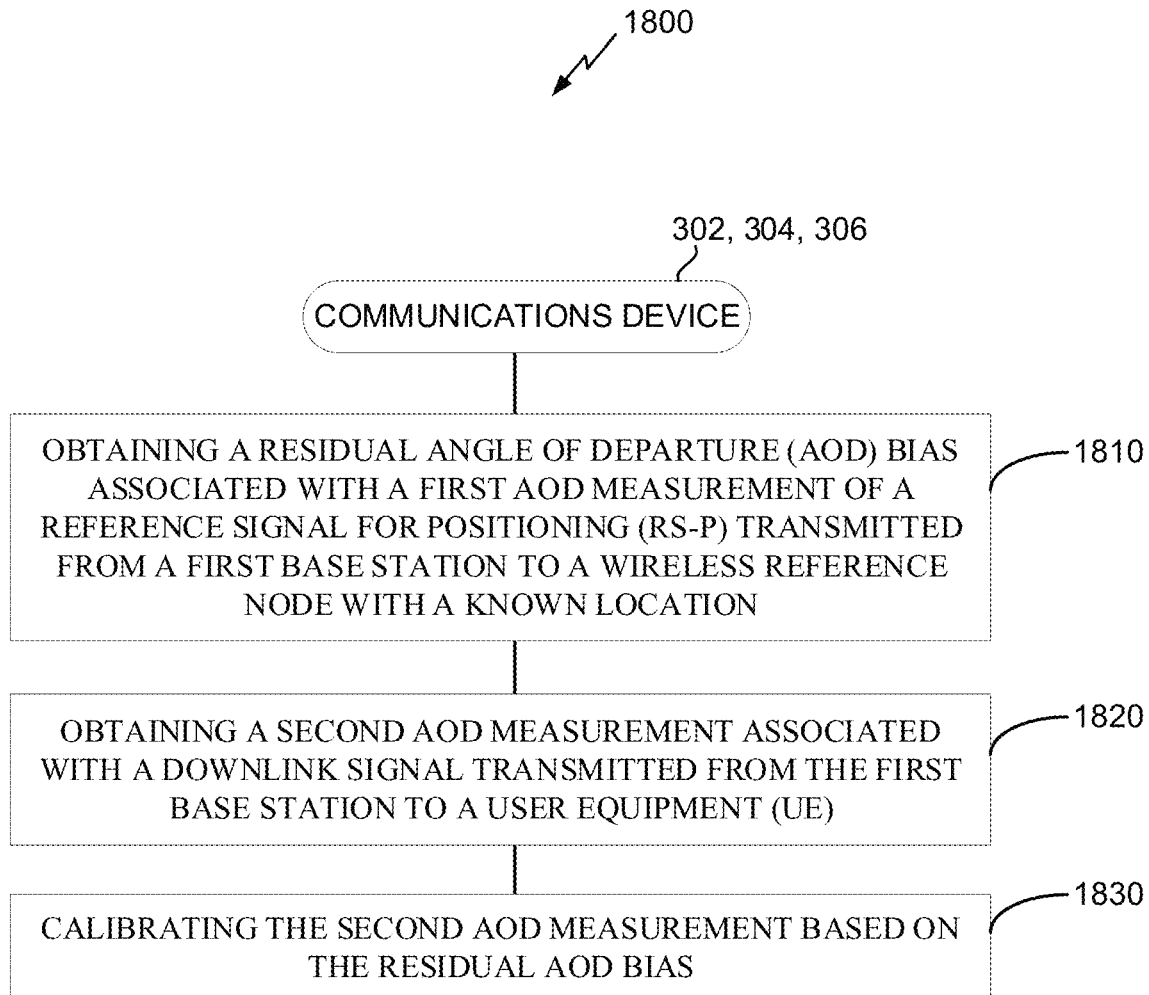 1800
302, 304, 306
COMMUNICATIONS DEVICE
OBTAINING A RESIDUAL ANGLE OF DEPARTURE (AOD) BIAS
ASSOCIATED WITH A FIRST AOD MEASUREMENT OF A
REFERENCE SIGNAL FOR POSITIONING (RS-P) TRANSMITTED
FROM A FIRST BASE STATION TO A WIRELESS REFERENCE
NODE WITH A KNOWN LOCATION
1810
OBTAINING A SECOND AOD MEASUREMENT ASSOCIATED
WITH A DOWNLINK SIGNAL TRANSMITTED FROM THE FIRST
BASE STATION TO A USER EQUIPMENT (UE)
1820
CALIBRATING THE SECOND AOD MEASUREMENT BASED ON
THE RESIDUAL AOD BIAS
1830